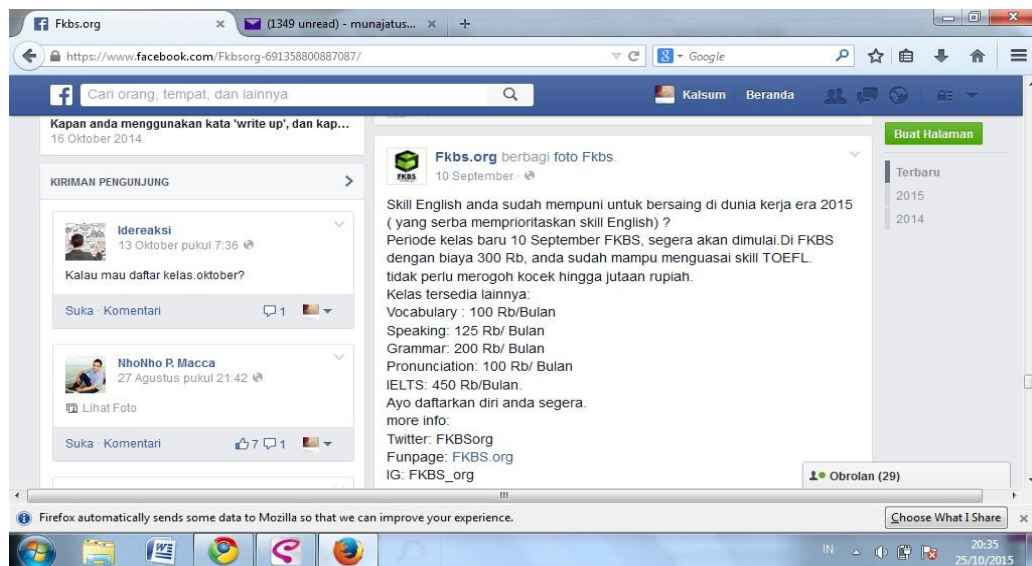 Fkbs.org
(1349 unread) - munajatus...
https://www.facebook.com/Fkbsorg-691358800887087/
Google
Cari orang, tempat, dan lainnya
Kalsum
Beranda
Kapan anda menggunakan kata 'write up', dan kap...
16 Oktober 2014
KIRIMAN PENGUNJUNG
Idereaksi
13 Oktober pukul 7:36
Kalau mau daftar kelas.oktober?
Suka · Komentari
1
NhoNho P. Macca
27 Agustus pukul 21:42
Lihat Foto
Suka · Komentari
7 1
FKBS
Fkbs.org berbagi foto Fkbs.
10 September ·
Skill English anda sudah mempuni untuk bersaing di dunia kerja era 2015
( yang serba memprioritaskan skill English) ?
Periode kelas baru 10 September FKBS, segera akan dimulai.Di FKBS
dengan biaya 300 Rb, anda sudah mampu menguasai skill TOEFL.
tidak perlu merogoh kocek hingga jutaan rupiah.
Kelas tersedia lainnya:
Vocabulary : 100 Rb/Bulan
Speaking: 125 Rb/ Bulan
Grammar: 200 Rb/Bulan
Pronunciation: 100 Rb/ Bulan
IELTS: 450 Rb/Bulan.
Ayo daftarkan diri anda segera.
more info:
Twitter: FKBSorg
Funpage: FKBS.org
IG: FKBS_org
Buat Halaman
Terbaru
2015
2014
Obrolan (29)
Firefox automatically sends some data to Mozilla so that we can improve your experience.
Choose What I Share
IN
20:35
25/10/2015